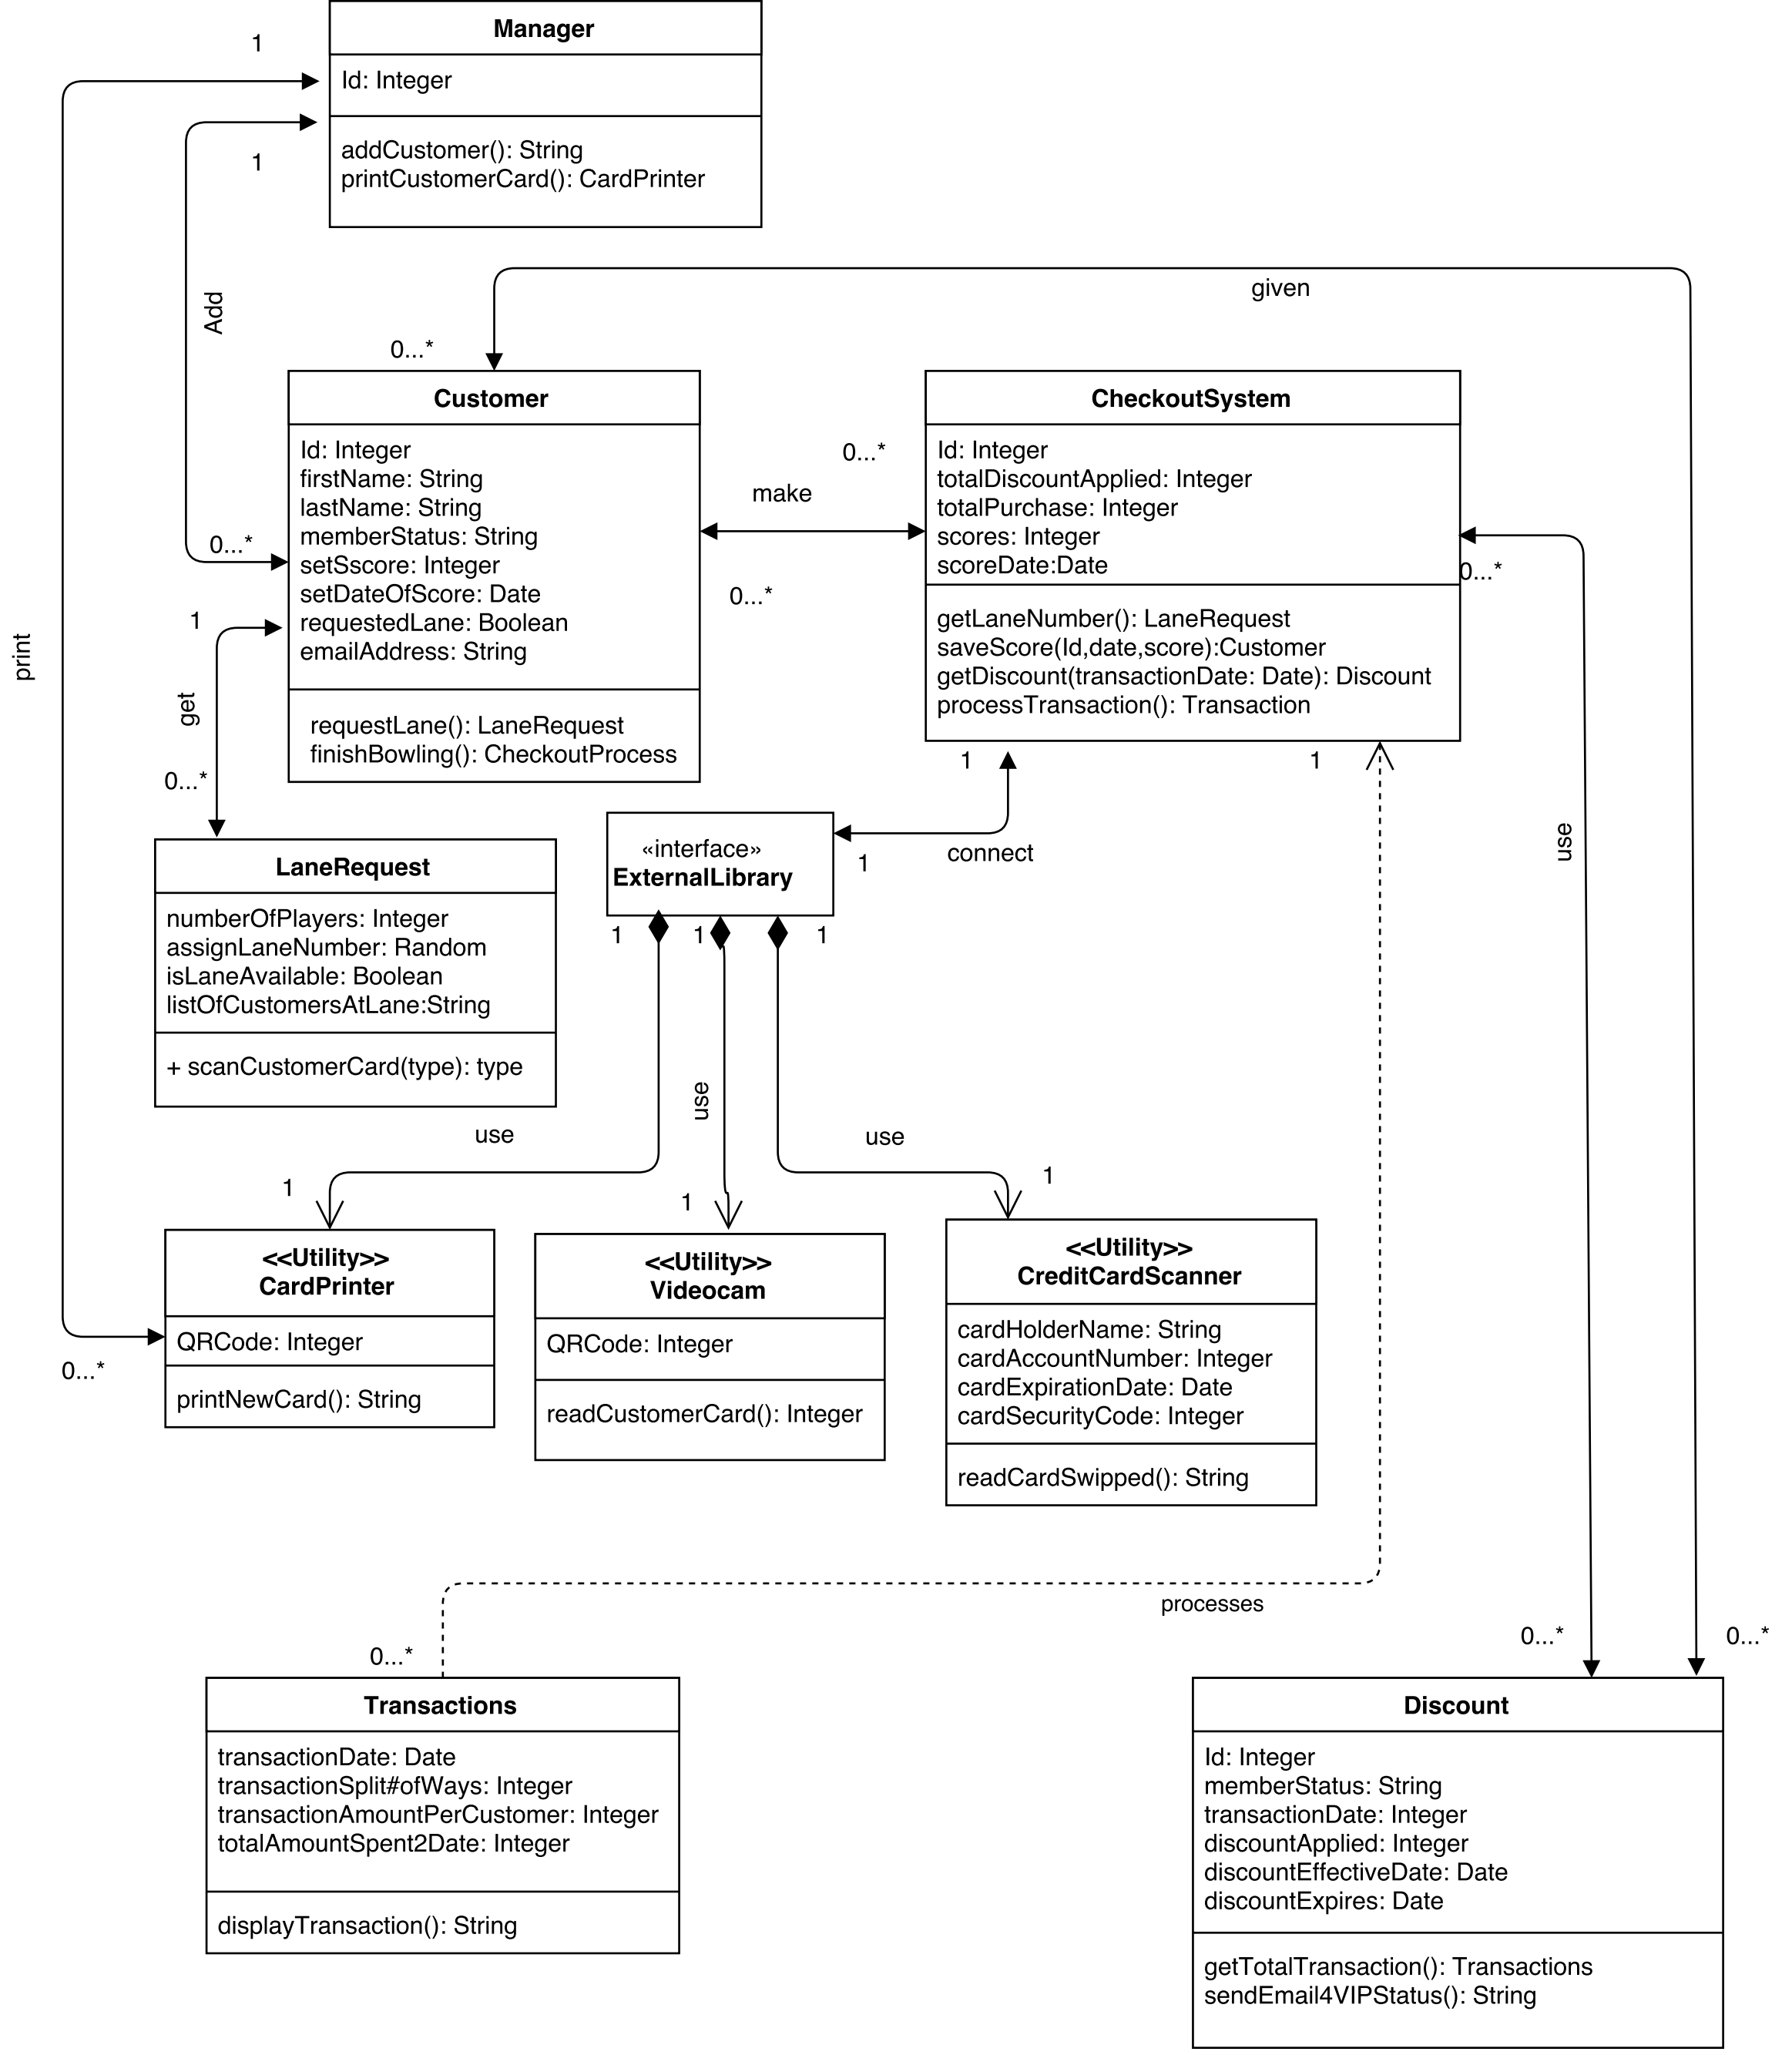 Manager
1
Id: Integer
addCustomer(): String
printCustomerCard(): CardPrinter
1
Add
given
0...*
Customer
Id: Integer
firstName: String
lastName: String
memberStatus: String
setSscore: Integer
setDateOfScore: Date
requestedLane: Boolean
emailAddress: String
requestLane(): LaneRequest
finishBowling(): CheckoutProcess
0...*
make
0...*
CheckoutSystem
Id: Integer
totalDiscountApplied: Integer
totalPurchase: Integer
scores: Integer
scoreDate:Date
getLaneNumber(): LaneRequest
saveScore(Id,date,score):Customer
getDiscount(transactionDate: Date): Discount
processTransaction(): Transaction
0...*
0...*
1
print
get
0...*
1
1
use
LaneRequest
numberOfPlayers: Integer
assignLaneNumber: Random
isLaneAvailable: Boolean
listOfCustomersAtLane:String
+ scanCustomerCard(type): type
«interface»
ExternalLibrary
1
connect
1
1
1
use
use
use
1
1
1
<<Utility>>
CardPrinter
QRCode: Integer
printNewCard(): String
0...*
<<Utility>>
Videocam
QRCode: Integer
readCustomerCard(): Integer
<<Utility>>
CreditCardScanner
cardHolderName: String
cardAccountNumber: Integer
cardExpirationDate: Date
cardSecurityCode: Integer
readCardSwipped(): String
processes
0...*
0...*
0...*
Transactions
transactionDate: Date
transactionSplit#ofWays: Integer
transactionAmountPerCustomer: Integer
totalAmountSpent2Date: Integer
displayTransaction(): String
Discount
Id: Integer
memberStatus: String
transactionDate: Integer
discountApplied: Integer
discountEffectiveDate: Date
discountExpires: Date
getTotalTransaction(): Transactions
sendEmail4VIPStatus(): String